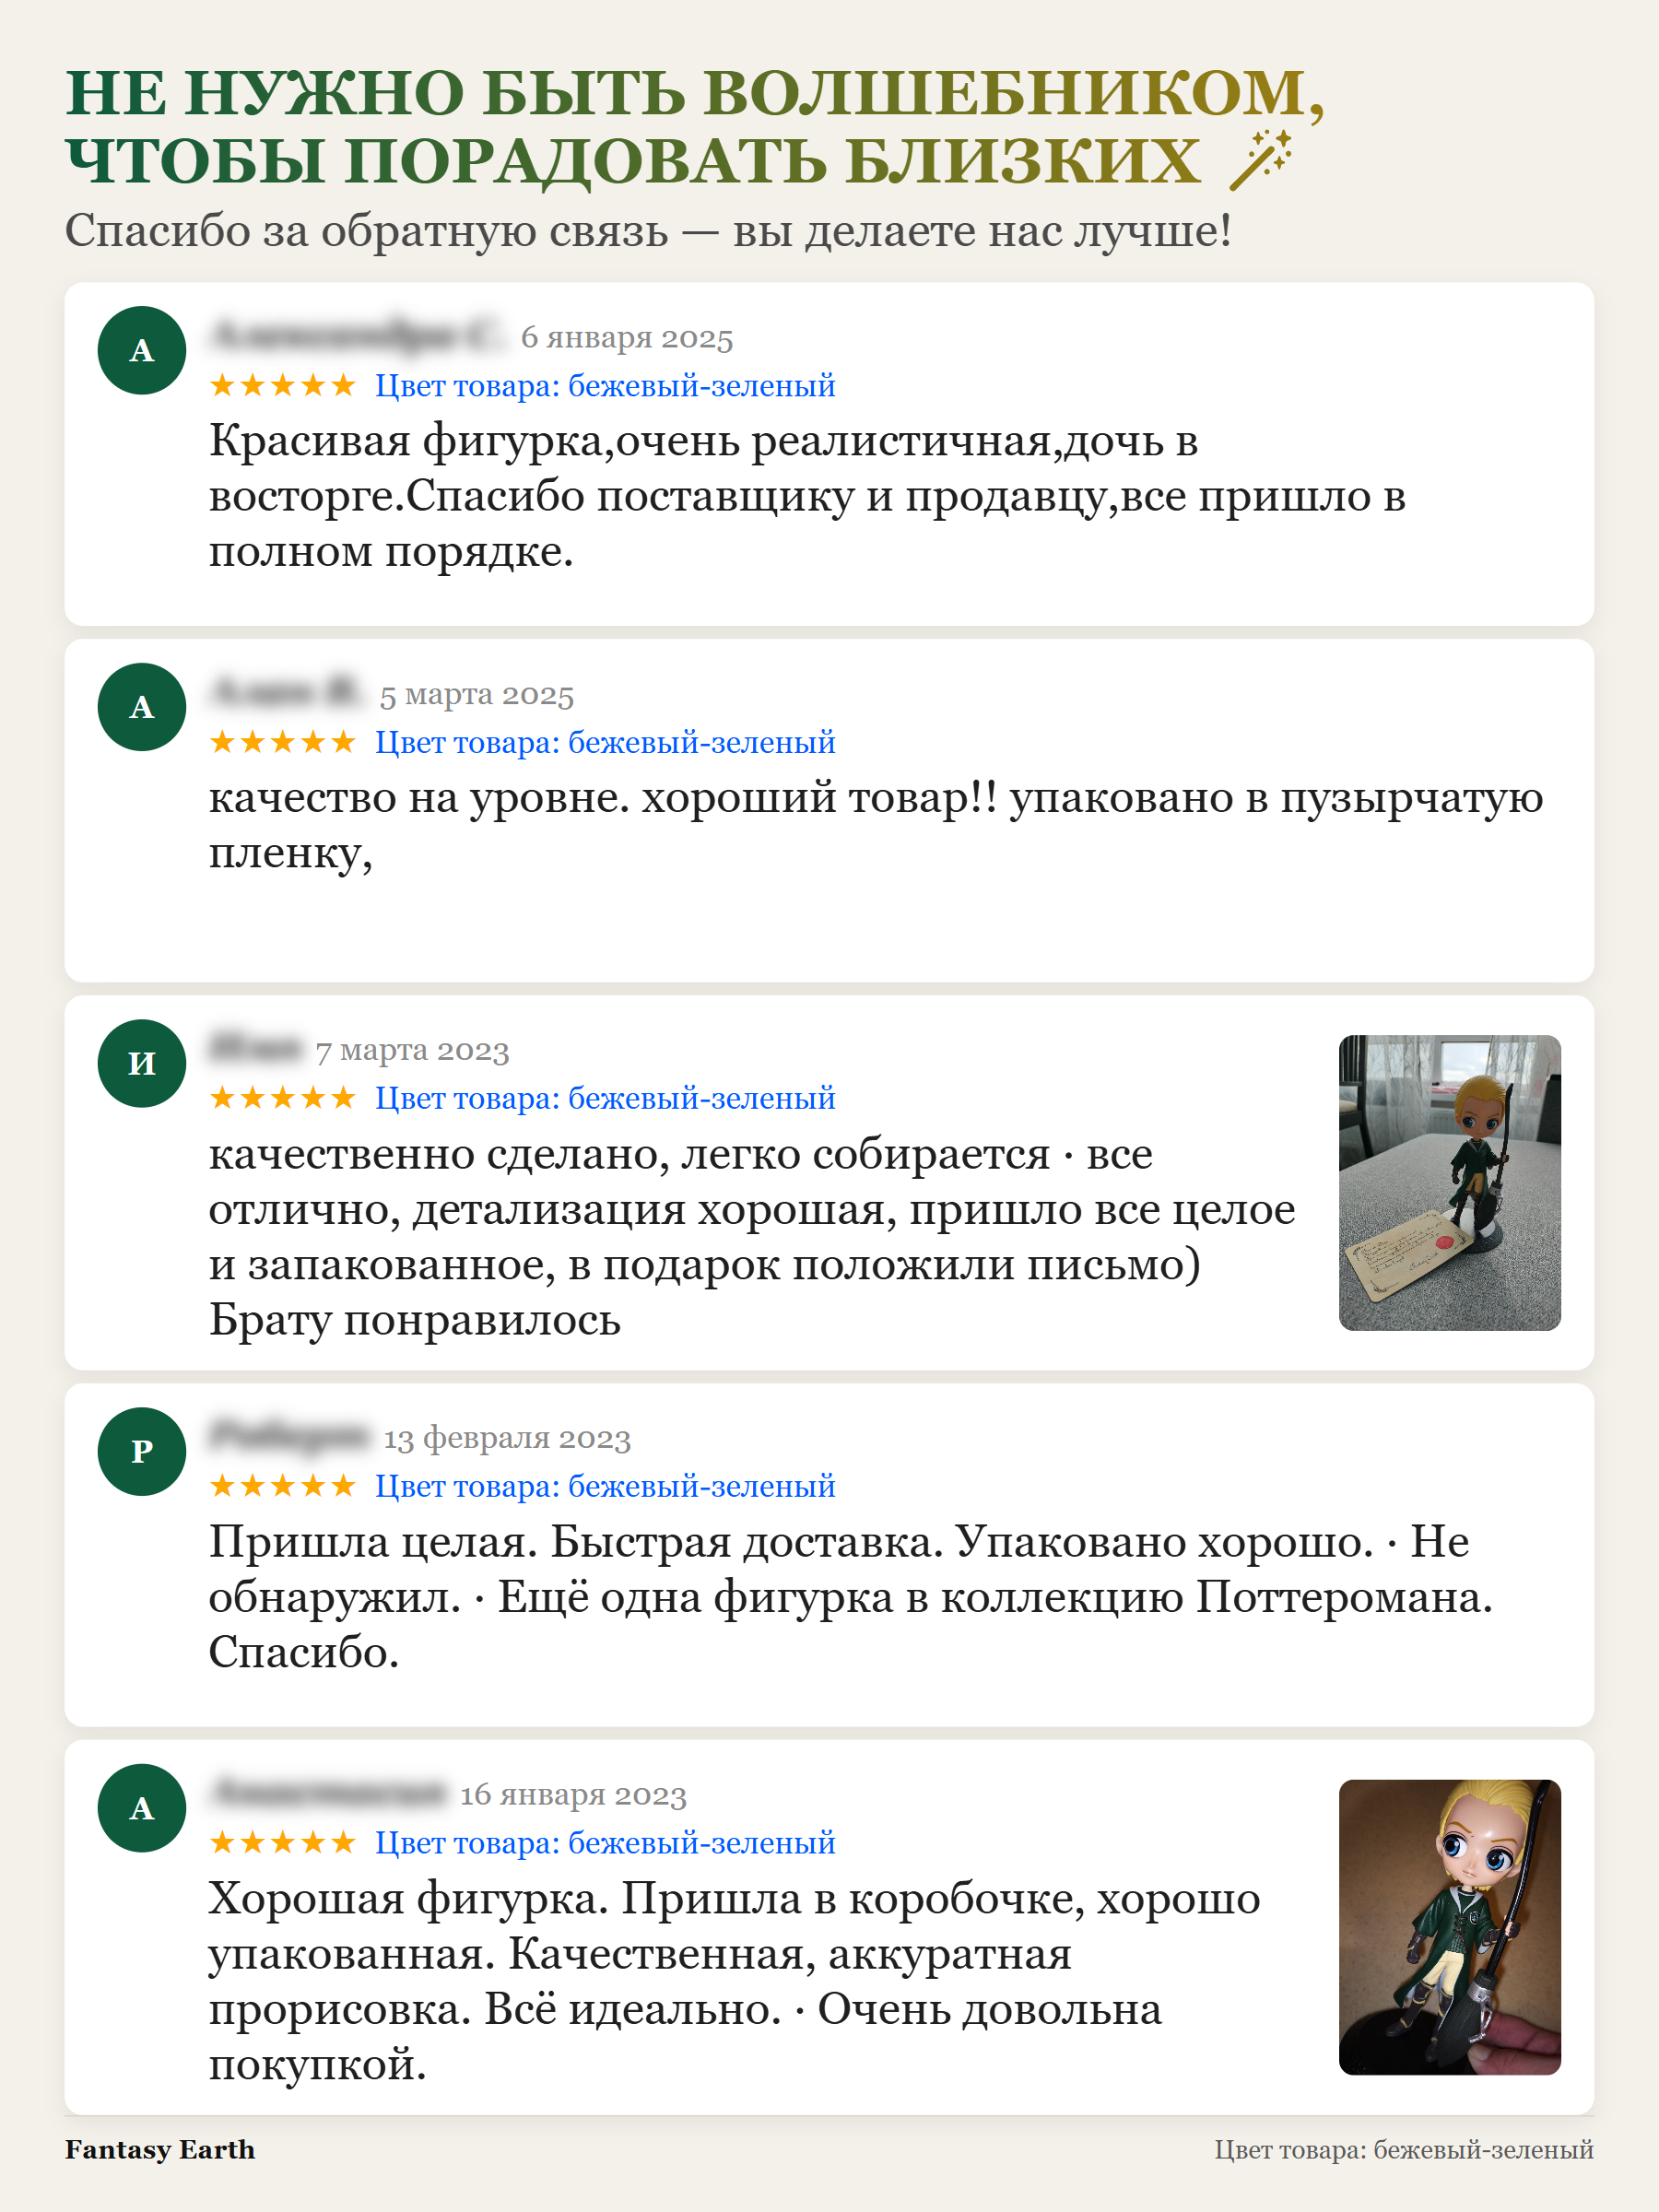 НЕ НУЖНО БЫТЬ ВОЛШЕБНИКОМ,
ЧТОБЫ ПОРАДОВАТЬ БЛИЗКИХ
Спасибо за обратную связь — вы делаете нас лучше!
А
6 января 2025
★★★★★ Цвет товара: бежевый-зеленый
Красивая фигурка,очень реалистичная,дочь в
восторге.Спасибо поставщику и продавцу,все пришло в
полном порядке.
А
5 марта 2025
★★★★★ Цвет товара: бежевый-зеленый
качество на уровне. хороший товар!! упаковано в пузырчатую
пленку,
И
7 марта 2023
★★★★★ Цвет товара: бежевый-зеленый
качественно сделано, легко собирается · все
отлично, детализация хорошая, пришло все целое
и запакованное, в подарок положили письмо)
Брату понравилось
Р
13 февраля 2023
★★★★★ Цвет товара: бежевый-зеленый
Пришла целая. Быстрая доставка. Упаковано хорошо. · Не
обнаружил. · Ещё одна фигурка в коллекцию Поттеромана.
Спасибо.
А
16 января 2023
★★★★★ Цвет товара: бежевый-зеленый
Хорошая фигурка. Пришла в коробочке, хорошо
упакованная. Качественная, аккуратная
прорисовка. Всё идеально. · Очень довольна
покупкой.
Fantasy Earth
Цвет товара: бежевый-зеленый